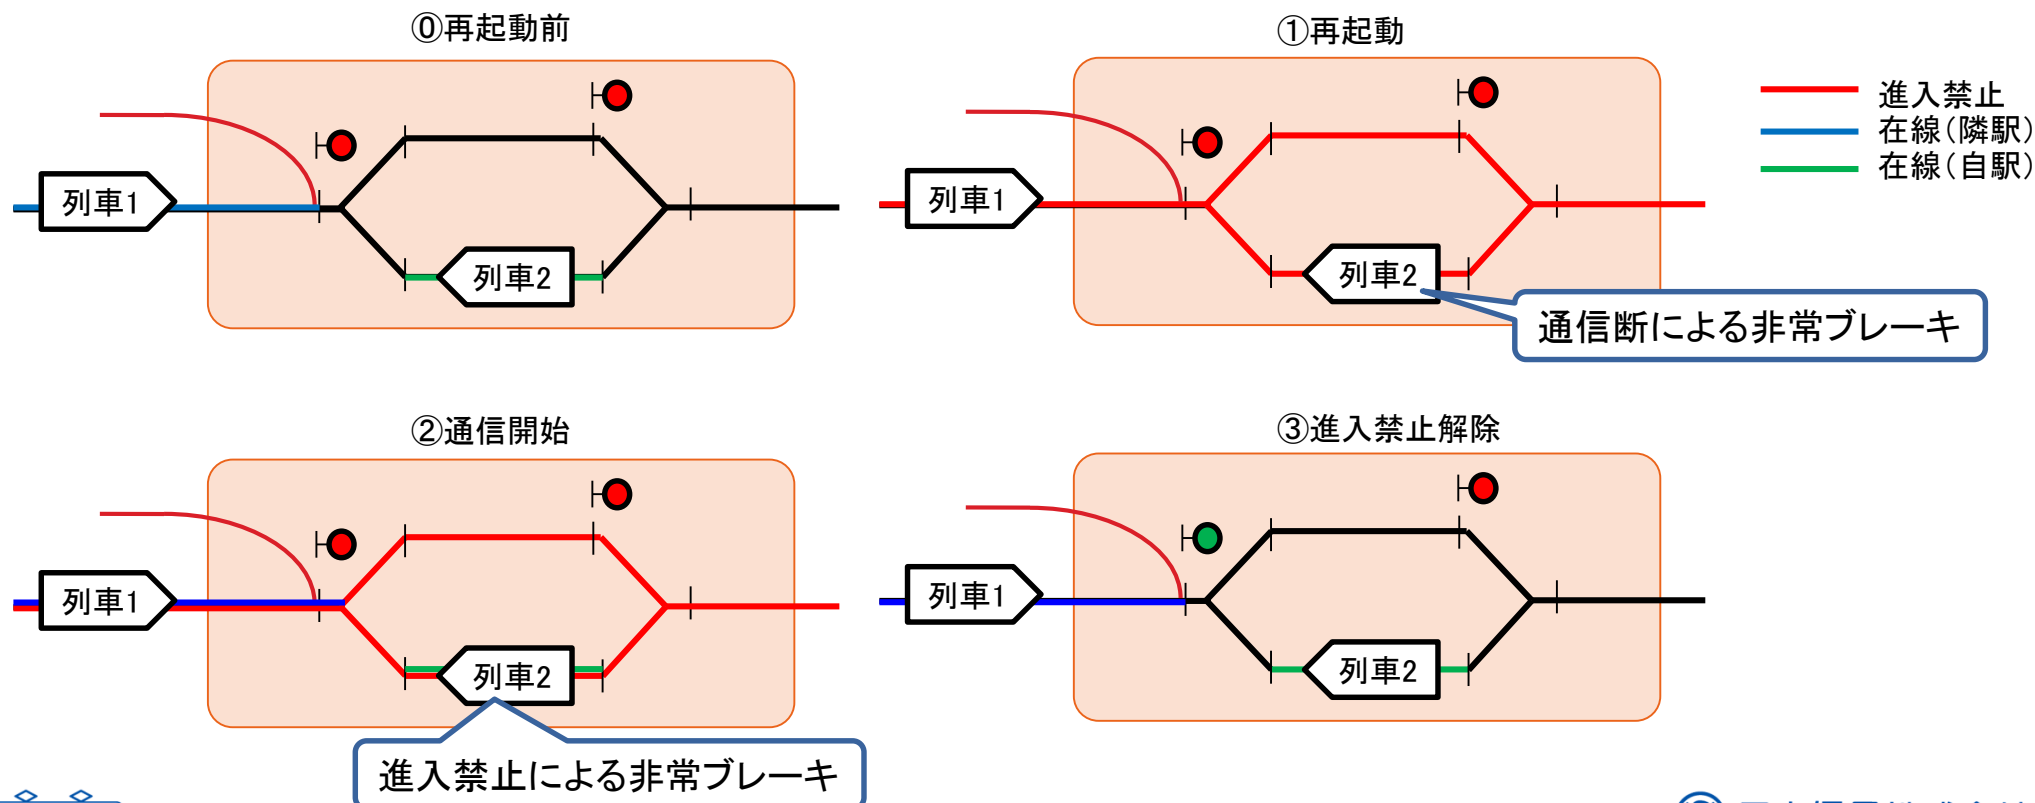 ⓪再起動前
①再起動
進入禁止
在線(隣駅)
在線(自駅)
列車1
列車2
列車1
列車2
通信断による非常ブレーキ
②通信開始
③進入禁止解除
列車1
列車2
列車1
列車2
進入禁止による非常ブレーキ